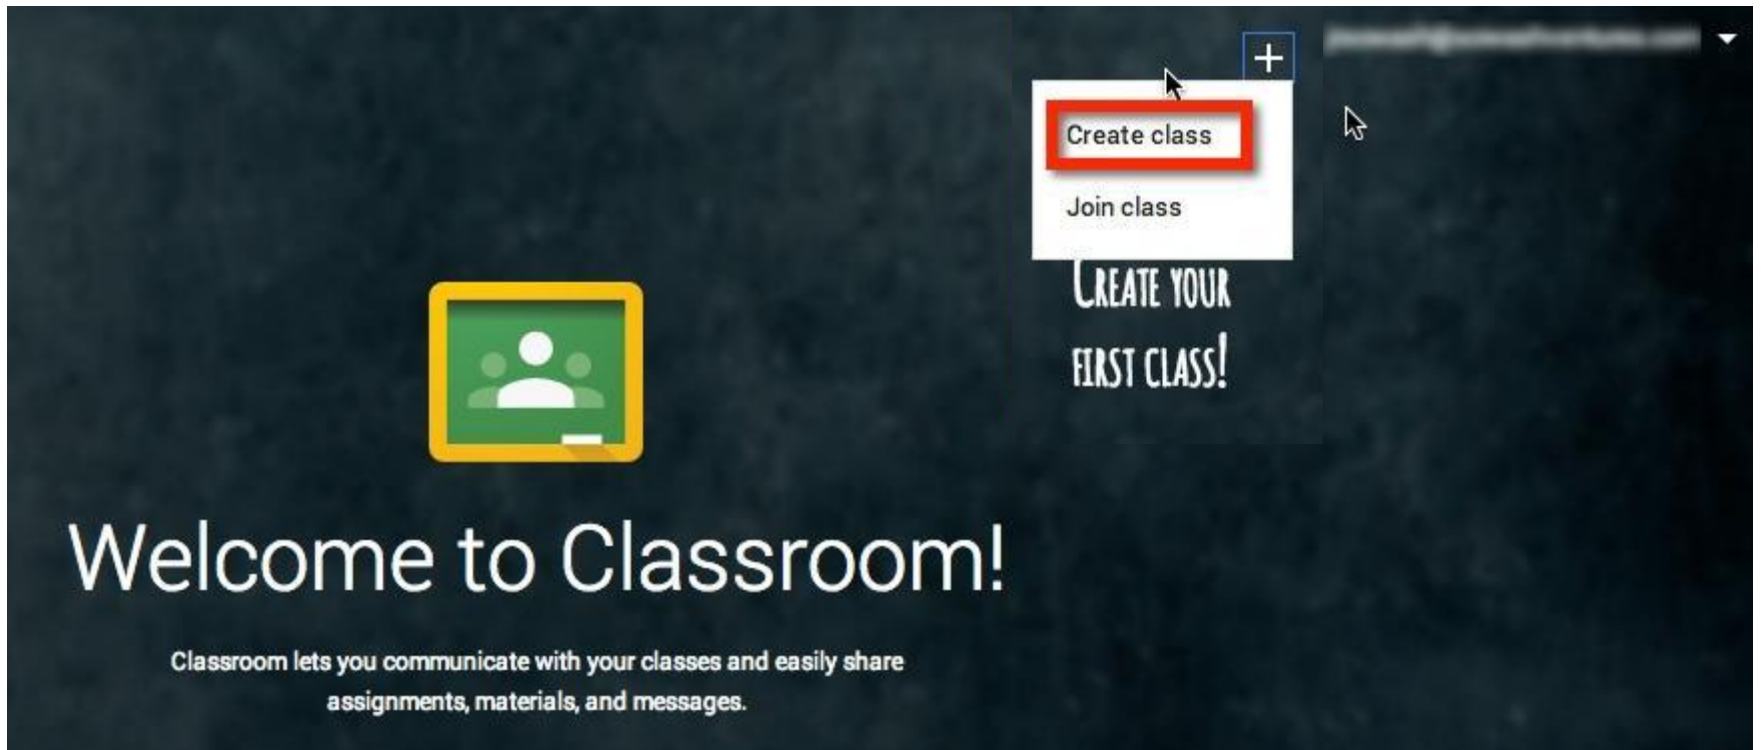 Create class
Join class
CREATE YOUR
FIRST CLASS!
Welcome to Classroom!
Classroom lets you communicate with your classes and easily share
assignments, materials, and messages.